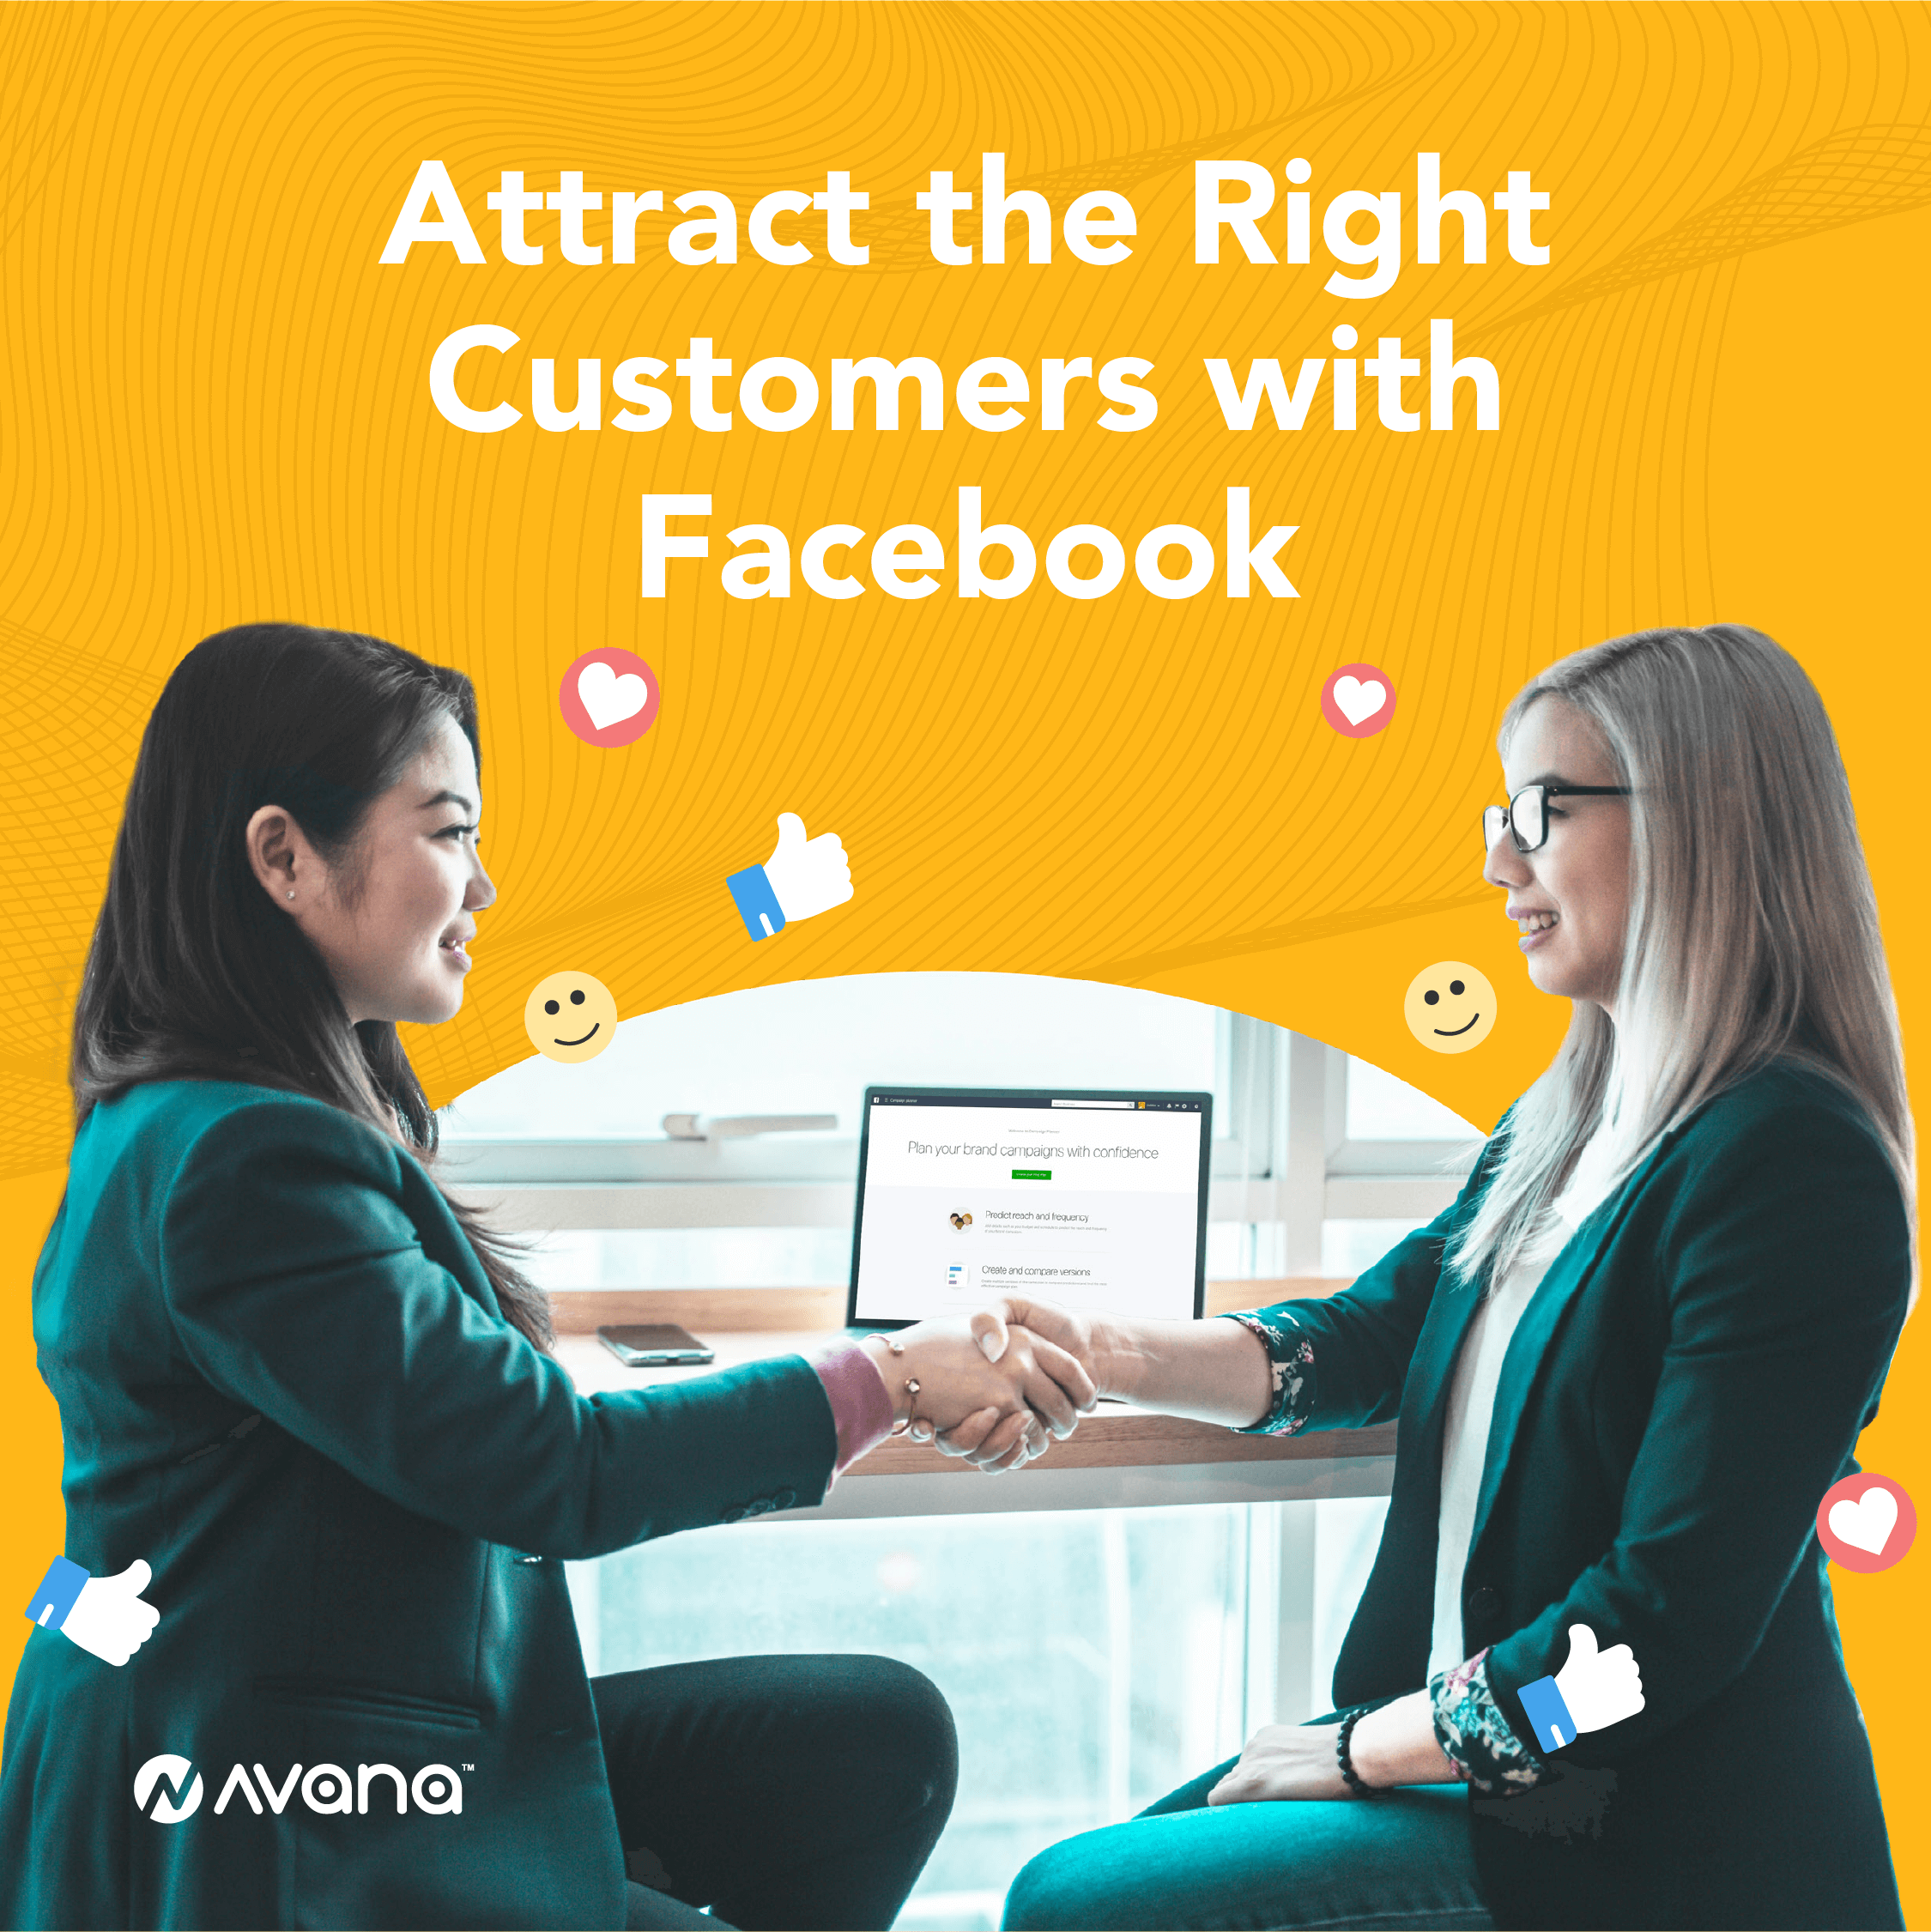 Attract the Right
Customers with
Facebook
Plan your brand campaigns with confidence
Predict reach and frequency
Create and compare versions
AVANA™